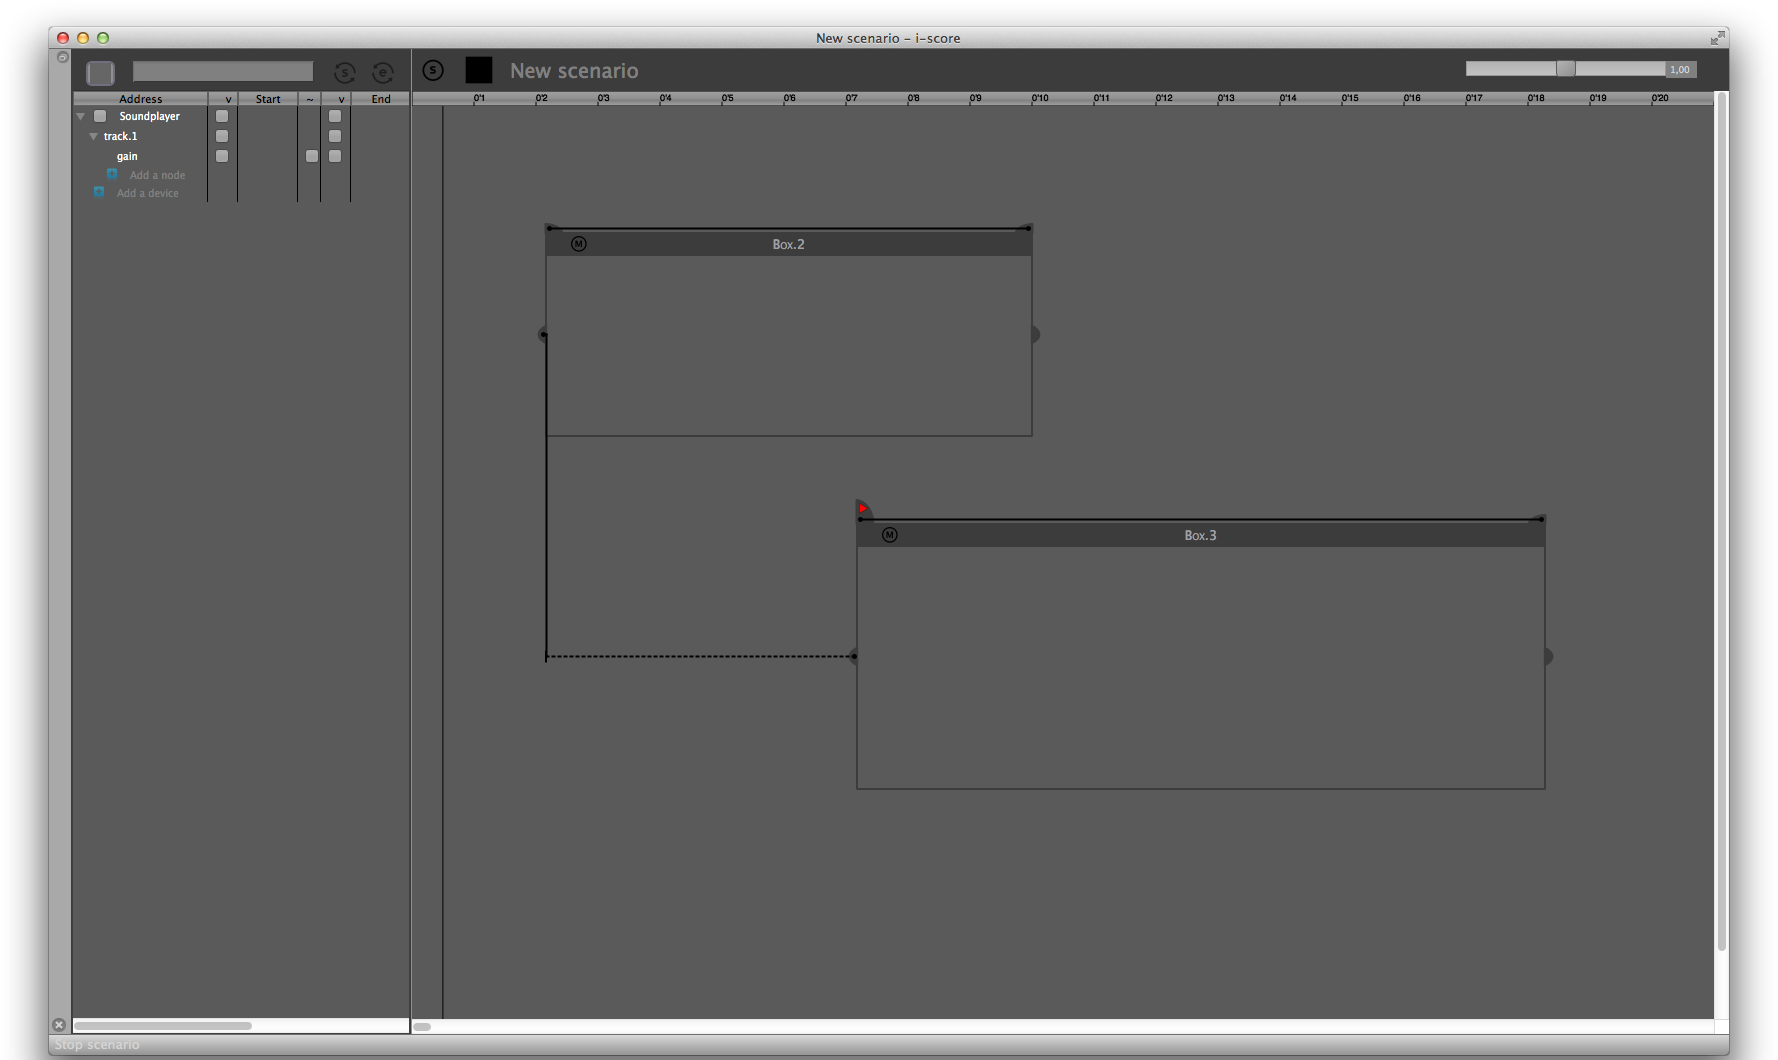 New scenario – i-score
S e S New scenario 1,00
Address v Start ~ v End
0'1 0'2 0'3 0'4 0'5 0'6 0'7 0'8 0'9 0'10 0'11 0'12 0'13 0'14 0'15 0'16 0'17 0'18 0'19 0'20
Soundplayer
track.1
gain
Add a node
Add a device
M Box.2
M Box.3
Stop scenario